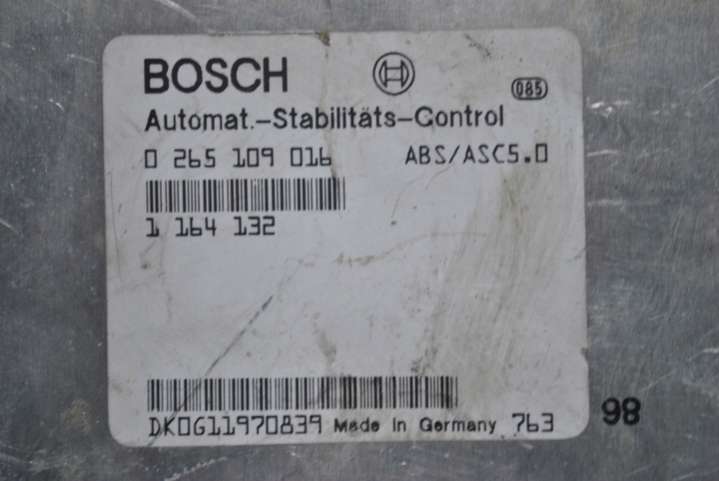 BOSCH
085
Automat.-Stabilitäts-Control
0 265 109 016 ABS/ASC5.0
1 164 132
DK0G11970839 Made in Germany 763
98